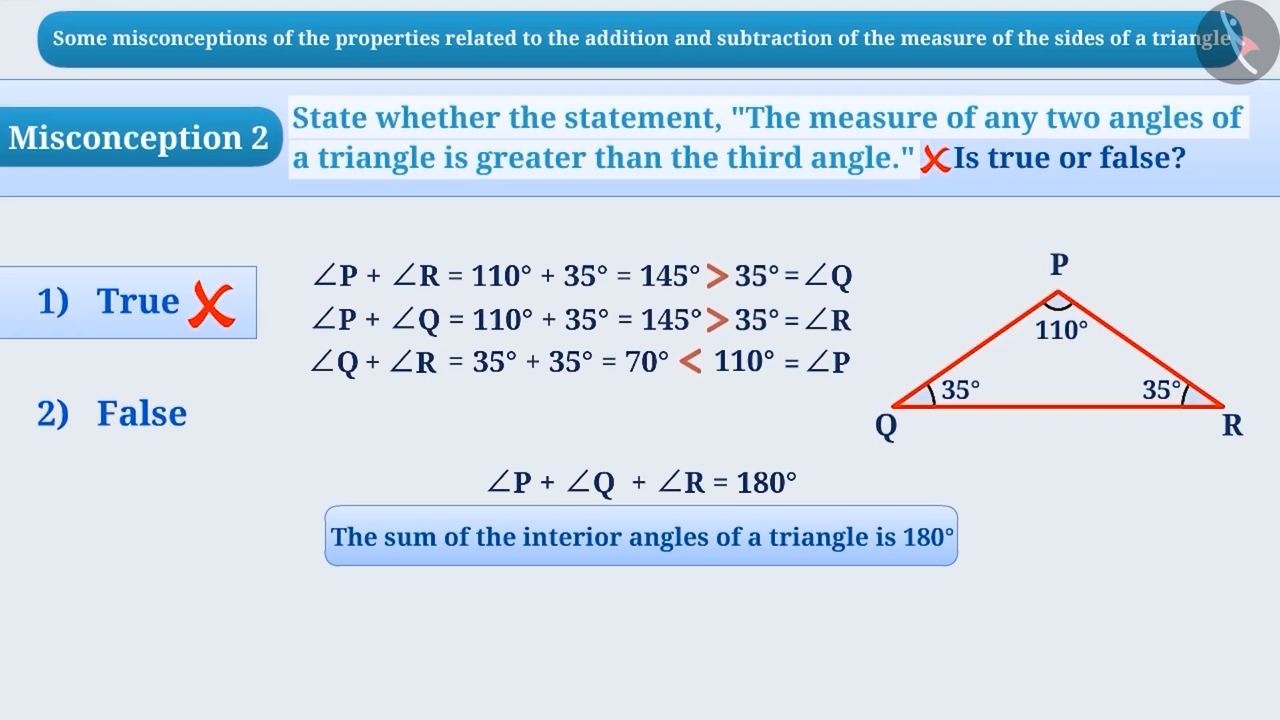 Some misconceptions of the properties related to the addition and subtraction of the measure of the sides of a triangle
Misconception 2
State whether the statement, "The measure of any two angles of
a triangle is greater than the third angle." ✗ Is true or false?
1) True ✗
2) False
∠P + ∠R = 110° + 35° = 145° > 35° = ∠Q
∠P + ∠Q = 110° + 35° = 145° > 35° = ∠R
∠Q + ∠R = 35° + 35° = 70° < 110° = ∠P
P
110°
35°
35°
Q
R
∠P + ∠Q + ∠R = 180°
The sum of the interior angles of a triangle is 180°